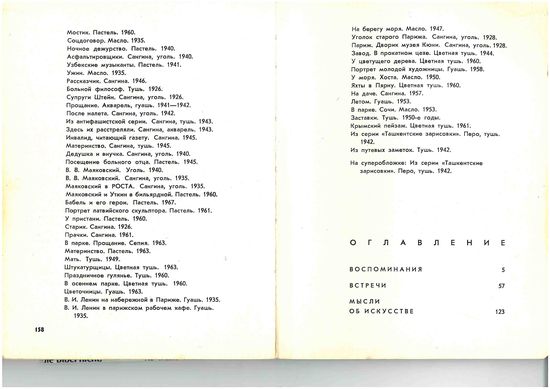 Мостик. Пастель. 1960.
Соцдоговор. Масло. 1935.
Ночное дежурство. Пастель. 1940.
Асфальтировщики. Сангина, уголь. 1940.
Узбекские музыканты. Пастель. 1941.
Ужин. Масло. 1935.
Рассказчик. Сангина. 1946.
Больной философ. Тушь. 1926.
Супруги Штейн. Сангина, уголь. 1926.
Прощание. Акварель, гуашь. 1941—1942.
После налета. Сангина, уголь. 1942.
Из антифашистской серии. Сангина, тушь. 1943.
Здесь их расстреляли. Сангина, акварель. 1943.
Инвалид, читающий газету. Сангина. 1945.
Материнство. Сангина, тушь. 1945.
Дедушка и внучка. Сангина, уголь. 1940.
Посещение больного отца. Пастель. 1945.
В. В. Маяковский. Уголь. 1940.
В. В. Маяковский. Сангина, уголь. 1935.
Маяковский в РОСТА. Сангина, уголь. 1935.
Маяковский и Уткин в бильярдной. Пастель. 1960.
Бабель и его герои. Пастель. 1967.
Портрет латвийского скульптора. Пастель. 1961.
У пристани. Пастель. 1960.
Старик. Сангина. 1926.
Прачки. Сангина. 1961.
В парке. Прощание. Сепия. 1963.
Материнство. Пастель. 1963.
Мать. Тушь. 1949.
Штукатурщицы. Цветная тушь. 1963.
Праздничное гулянье. Тушь. 1960.
В осеннем парке. Цветная тушь. 1960.
Цветочницы. Гуашь. 1963.
В. И. Ленин на набережной в Париже. Гуашь. 1935.
В. И. Ленин в парижском рабочем кафе. Гуашь.
1935.
158
На берегу моря. Масло. 1947.
Уголок старого Парижа. Сангина, уголь. 1928.
Париж. Дворик музея Клюни. Сангина, уголь. 1928.
Завод. В прокатном цехе. Цветная тушь. 1944.
У цветущего дерева. Цветная тушь. 1960.
Портрет молодой художницы. Гуашь. 1958.
У моря. Хоста. Масло. 1950.
Яхты в Пярну. Цветная тушь. 1960.
На даче. Сангина. 1957.
Летом. Гуашь. 1953.
В парке. Сочи. Масло. 1953.
Заставки. Тушь. 1950-е годы.
Крымский пейзаж. Цветная тушь. 1961.
Из серии «Ташкентские зарисовки». Перо, тушь.
1942.
Из путевых заметок. Тушь. 1942.
На суперобложке: Из серии «Ташкентские
зарисовки». Перо, тушь. 1942.
ОГЛАВЛЕНИЕ
ВОСПОМИНАНИЯ 5
ВСТРЕЧИ 57
МЫСЛИ
ОБ ИСКУССТВЕ 123